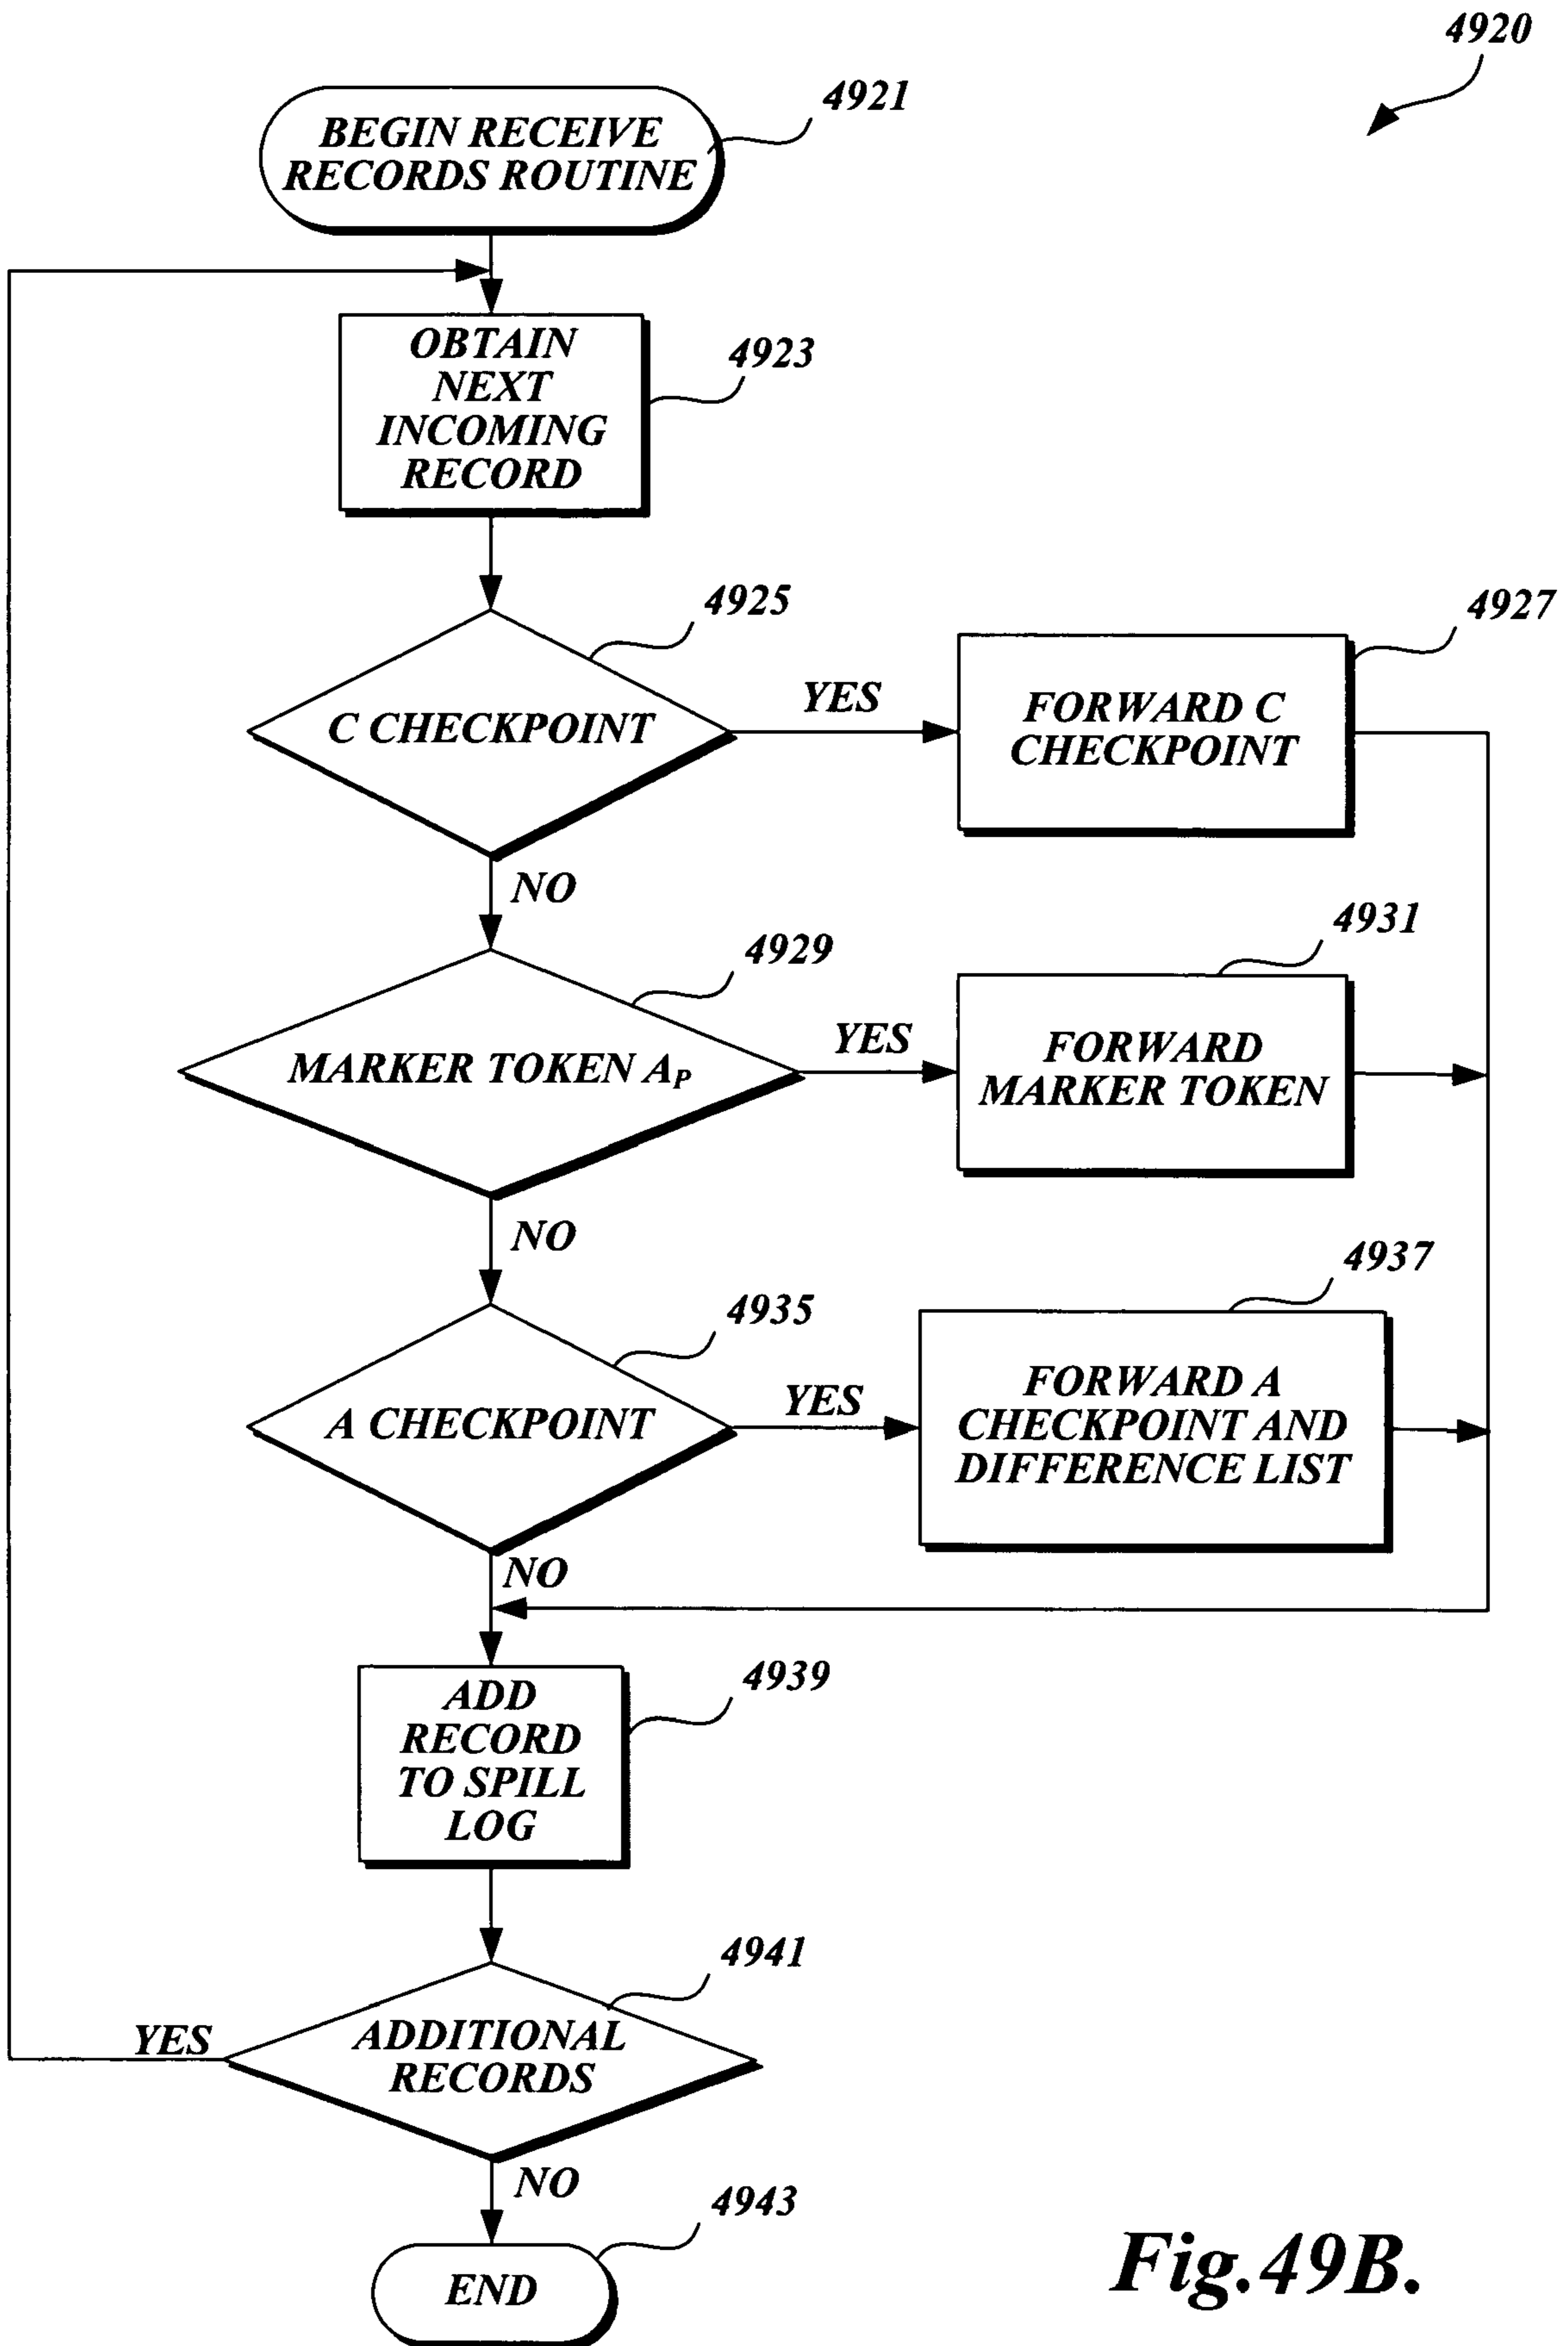 4920
4921
BEGIN RECEIVE
RECORDS ROUTINE
OBTAIN
NEXT
INCOMING
RECORD
4923
4925
C CHECKPOINT
YES
4927
FORWARD C
CHECKPOINT
NO
4929
MARKER TOKEN AP
YES
4931
FORWARD
MARKER TOKEN
NO
4935
A CHECKPOINT
YES
4937
FORWARD A
CHECKPOINT AND
DIFFERENCE LIST
NO
4939
ADD
RECORD
TO SPILL
LOG
4941
ADDITIONAL
RECORDS
YES
NO
4943
END
Fig.49B.